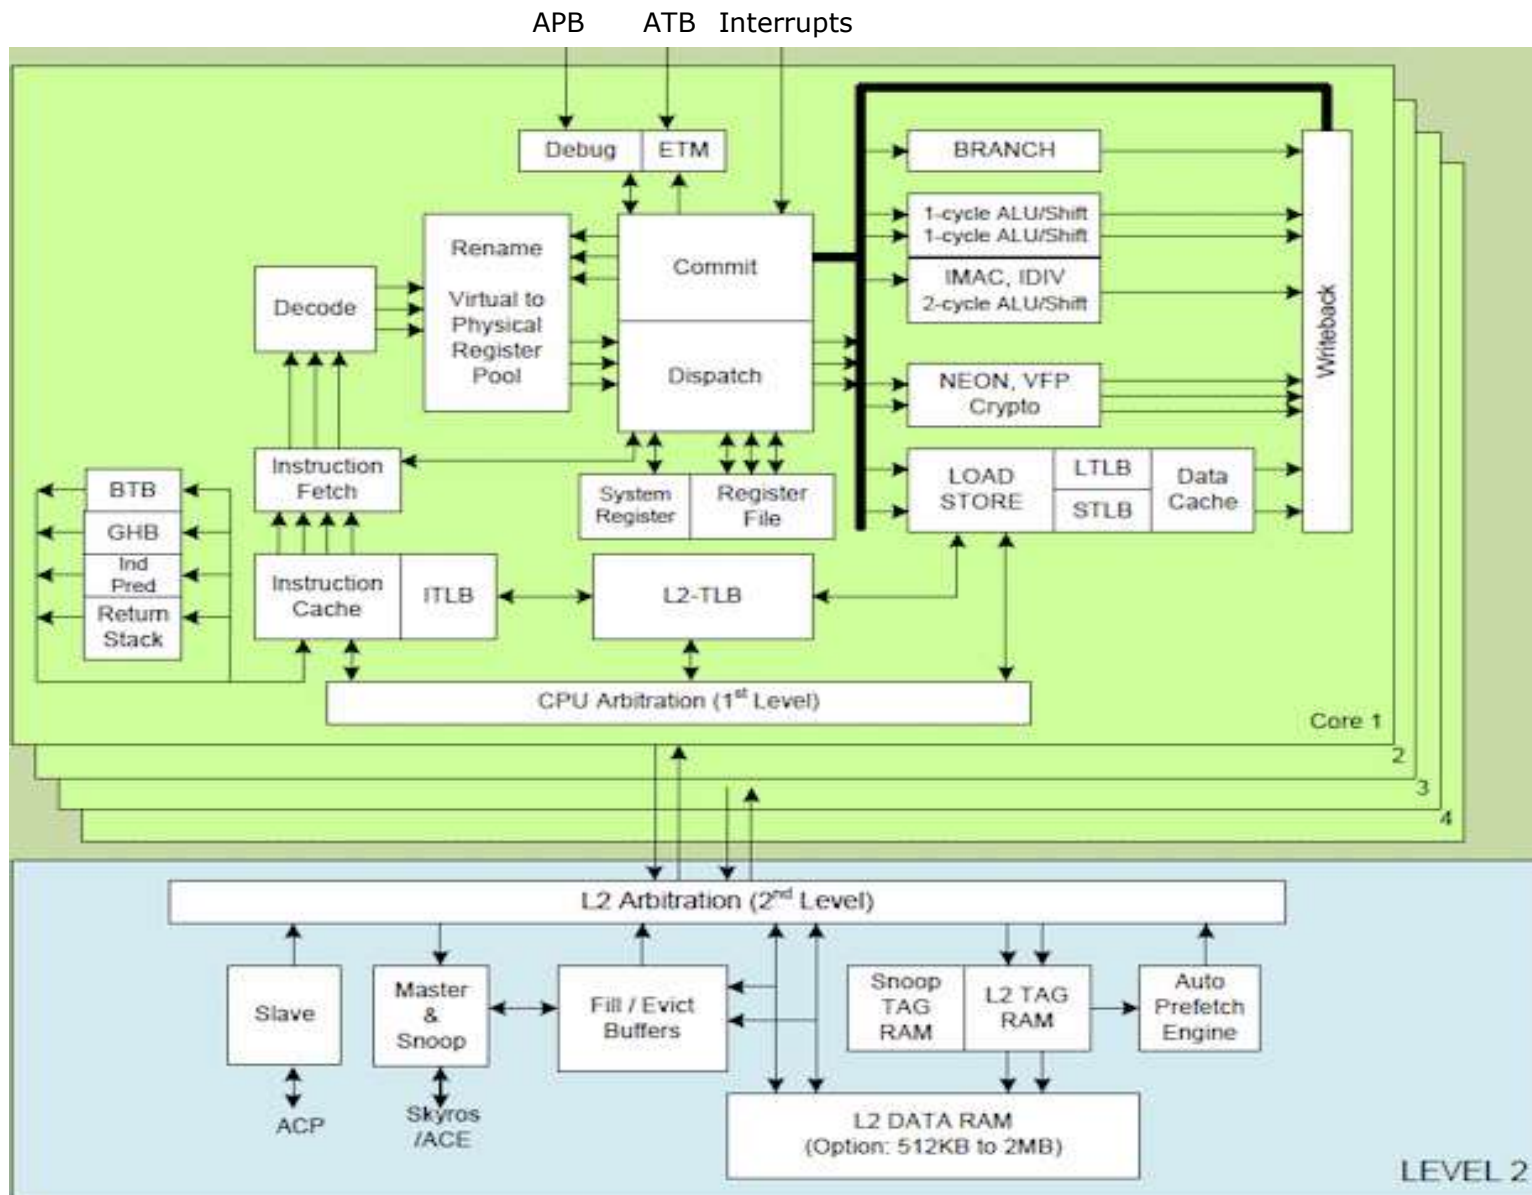 APB ATB Interrupts
Debug ETM
BRANCH
1-cycle ALU/Shift
1-cycle ALU/Shift
IMAC, IDIV
2-cycle ALU/Shift
Rename
Virtual to
Physical
Register
Pool
Commit
Dispatch
Decode
Writeback
NEON, VFP
Crypto
Instruction
Fetch
BTB
GHB
Ind
Pred
Return
Stack
System
Register
Register
File
LOAD
STORE
LTLB
STLB
Data
Cache
Instruction
Cache
ITLB
L2-TLB
CPU Arbitration (1st Level)
Core 1
2
3
4
L2 Arbitration (2nd Level)
Slave
Master
&
Snoop
Fill / Evict
Buffers
Snoop
TAG
RAM
L2 TAG
RAM
Auto
Prefetch
Engine
ACP
Skyros
/ACE
L2 DATA RAM
(Option: 512KB to 2MB)
LEVEL 2